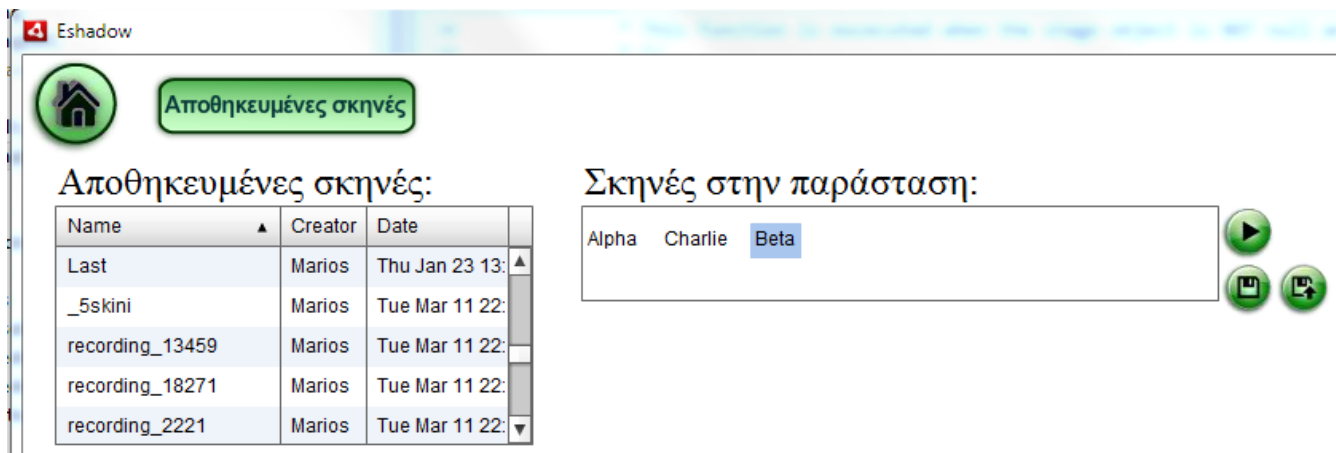 Eshadow
Αποθηκευμένες σκηνές
Αποθηκευμένες σκηνές:
Name Creator Date
Last Marios Thu Jan 23 13:
_5skini Marios Tue Mar 11 22:
recording_13459 Marios Tue Mar 11 22:
recording_18271 Marios Tue Mar 11 22:
recording_2221 Marios Tue Mar 11 22:
Σκηνές στην παράσταση:
Alpha Charlie Beta